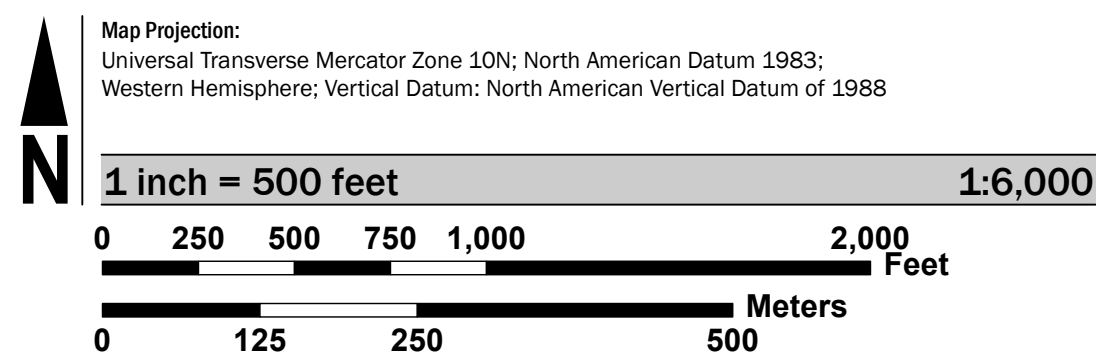 Map Projection:
Universal Transverse Mercator Zone 10N; North American Datum 1983;
Western Hemisphere; Vertical Datum: North American Vertical Datum of 1988
N
1 inch = 500 feet 1:6,000
0 250 500 750 1,000 2,000
Feet
Meters
0 125 250 500